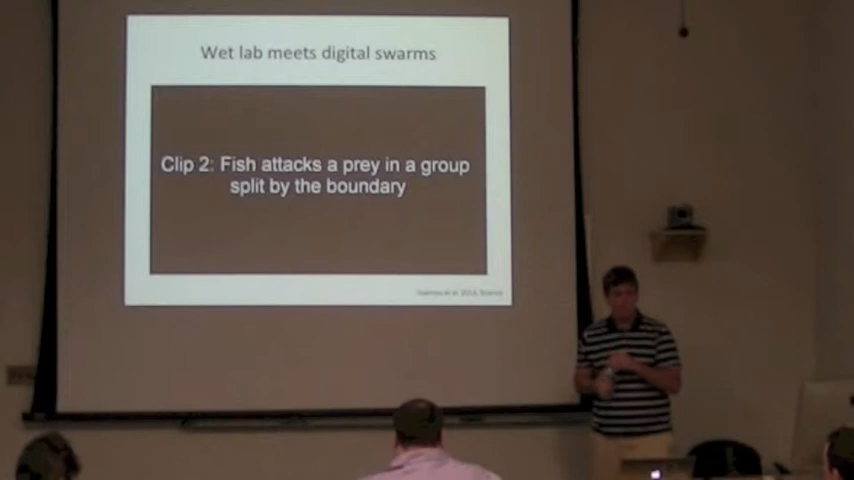 Wet lab meets digital swarms
Clip 2: Fish attacks a prey in a group
split by the boundary